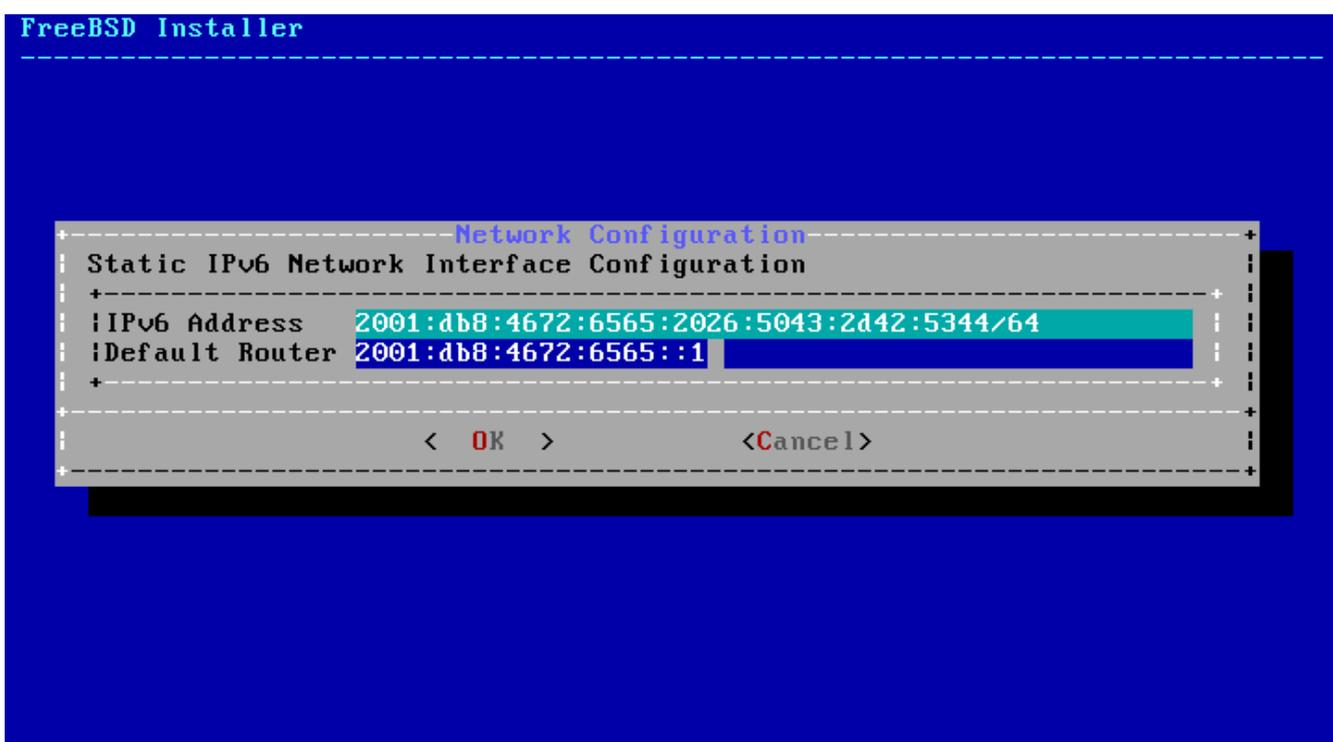 FreeBSD Installer
Network Configuration
Static IPv6 Network Interface Configuration
IPv6 Address 2001:db8:4672:6565:2026:5043:2d42:5344/64
Default Router 2001:db8:4672:6565::1
< OK > <Cancel>